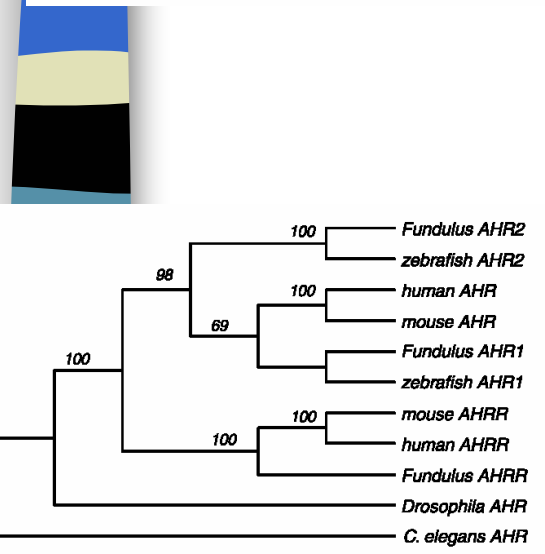 100
Fundulus AHR2
zebrafish AHR2
98
100
human AHR
mouse AHR
69
Fundulus AHR1
zebrafish AHR1
100
100
mouse AHRR
100
human AHRR
Fundulus AHRR
Drosophila AHR
C. elegans AHR